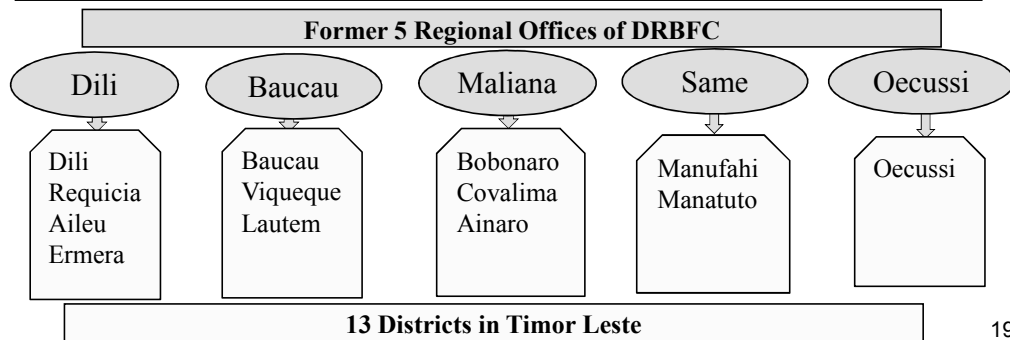 Former 5 Regional Offices of DRBFC
Dili
Baucau
Maliana
Same
Oecussi
Dili
Requicia
Aileu
Ermera
Baucau
Viqueque
Lautem
Bobonaro
Covalima
Ainaro
Manufahi
Manatuto
Oecussi
13 Districts in Timor Leste
19